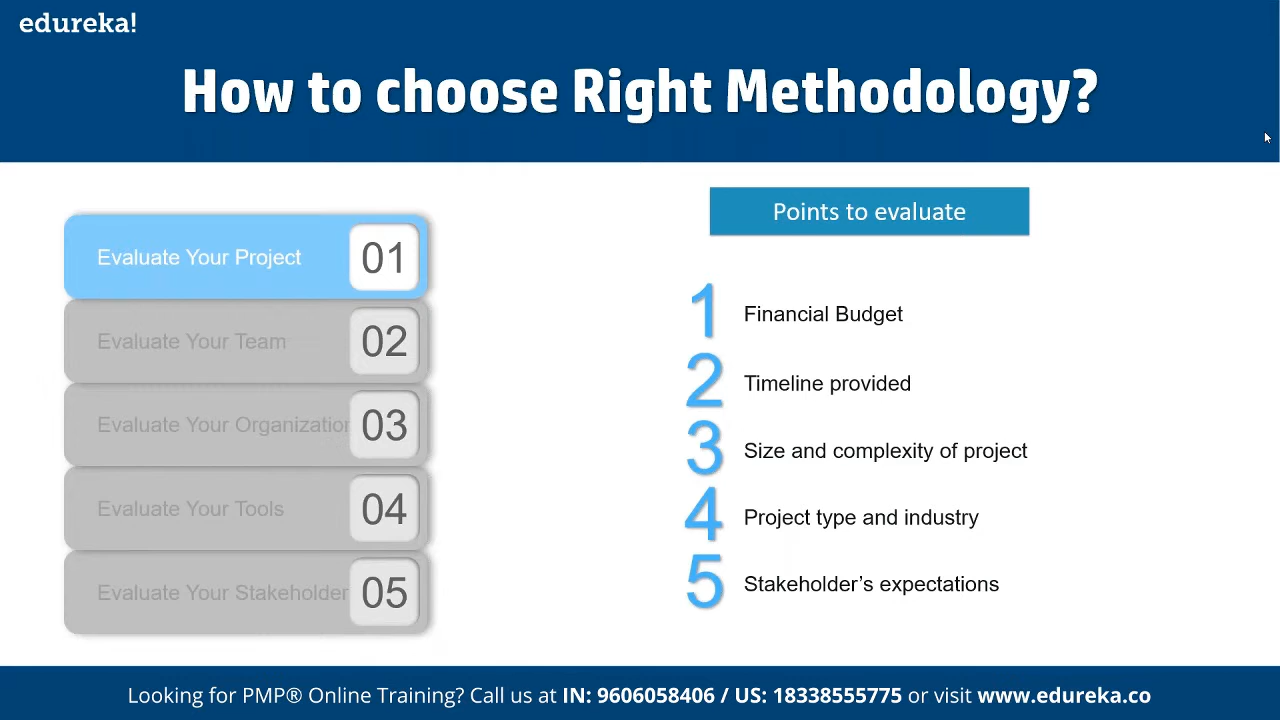 edureka!
How to choose Right Methodology?
Evaluate Your Project 01
Evaluate Your Team 02
Evaluate Your Organization 03
Evaluate Your Tools 04
Evaluate Your Stakeholder 05
Points to evaluate
1 Financial Budget
2 Timeline provided
3 Size and complexity of project
4 Project type and industry
5 Stakeholder’s expectations
Looking for PMP® Online Training? Call us at IN: 9606058406 / US: 18338555775 or visit www.edureka.co